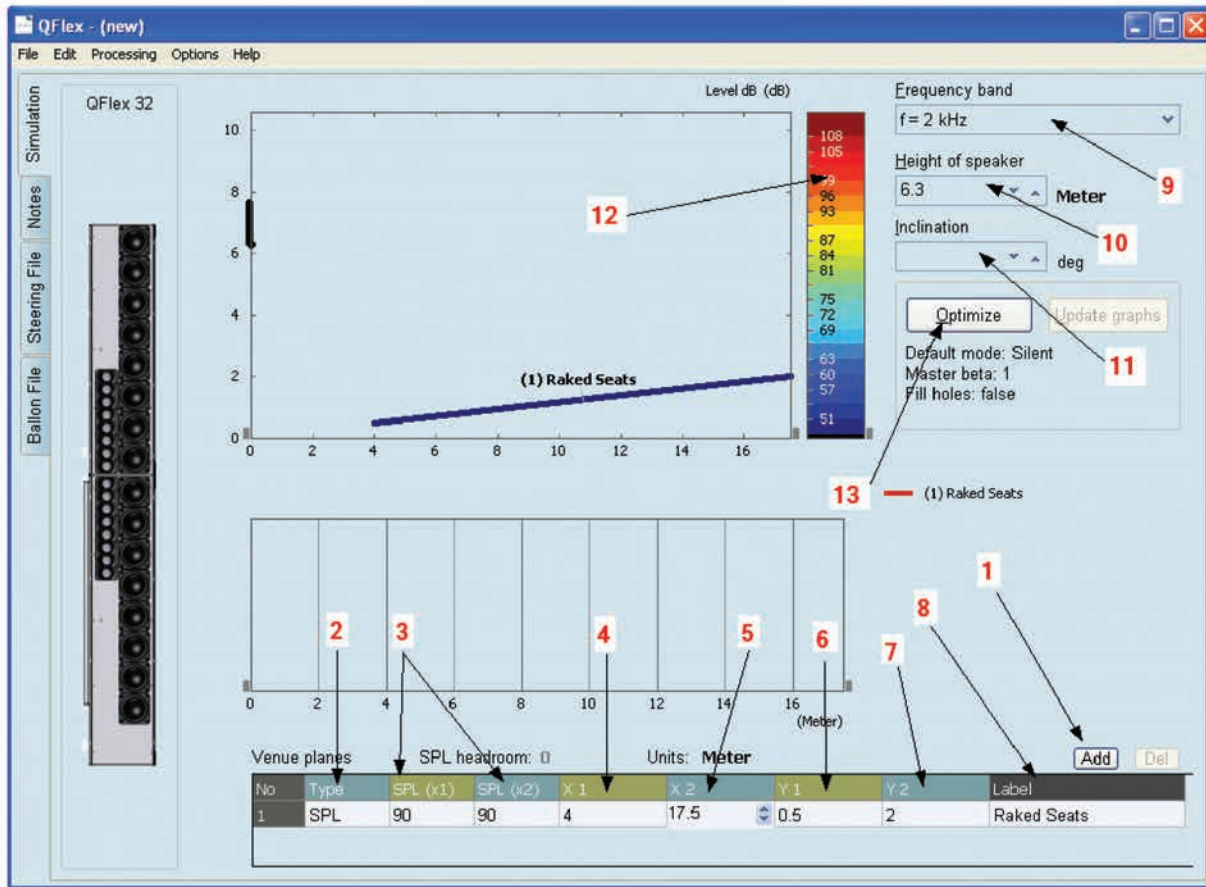 QFlex - (new)
File Edit Processing Options Help
Simulation
Notes
Steering File
Ballon File
QFlex 32
Level dB (dB)
10
8
6
4
2
0
0 2 4 6 8 10 12 14 16
(1) Raked Seats
108
105
99
96
93
87
84
81
75
72
69
63
60
57
51
12
Frequency band
f = 2 kHz
9
Height of speaker
6.3 Meter
10
Inclination
deg
11
Optimize Update graphs
Default mode: Silent
Master beta: 1
Fill holes: false
13
(1) Raked Seats
0 2 4 6 8 10 12 14 16
(Meter)
2 3 4 5 6 7 8 1
Venue planes SPL headroom: 0 Units: Meter Add Del
No Type SPL (x1) SPL (x2) X 1 X 2 Y 1 Y 2 Label
1 SPL 90 90 4 17.5 0.5 2 Raked Seats